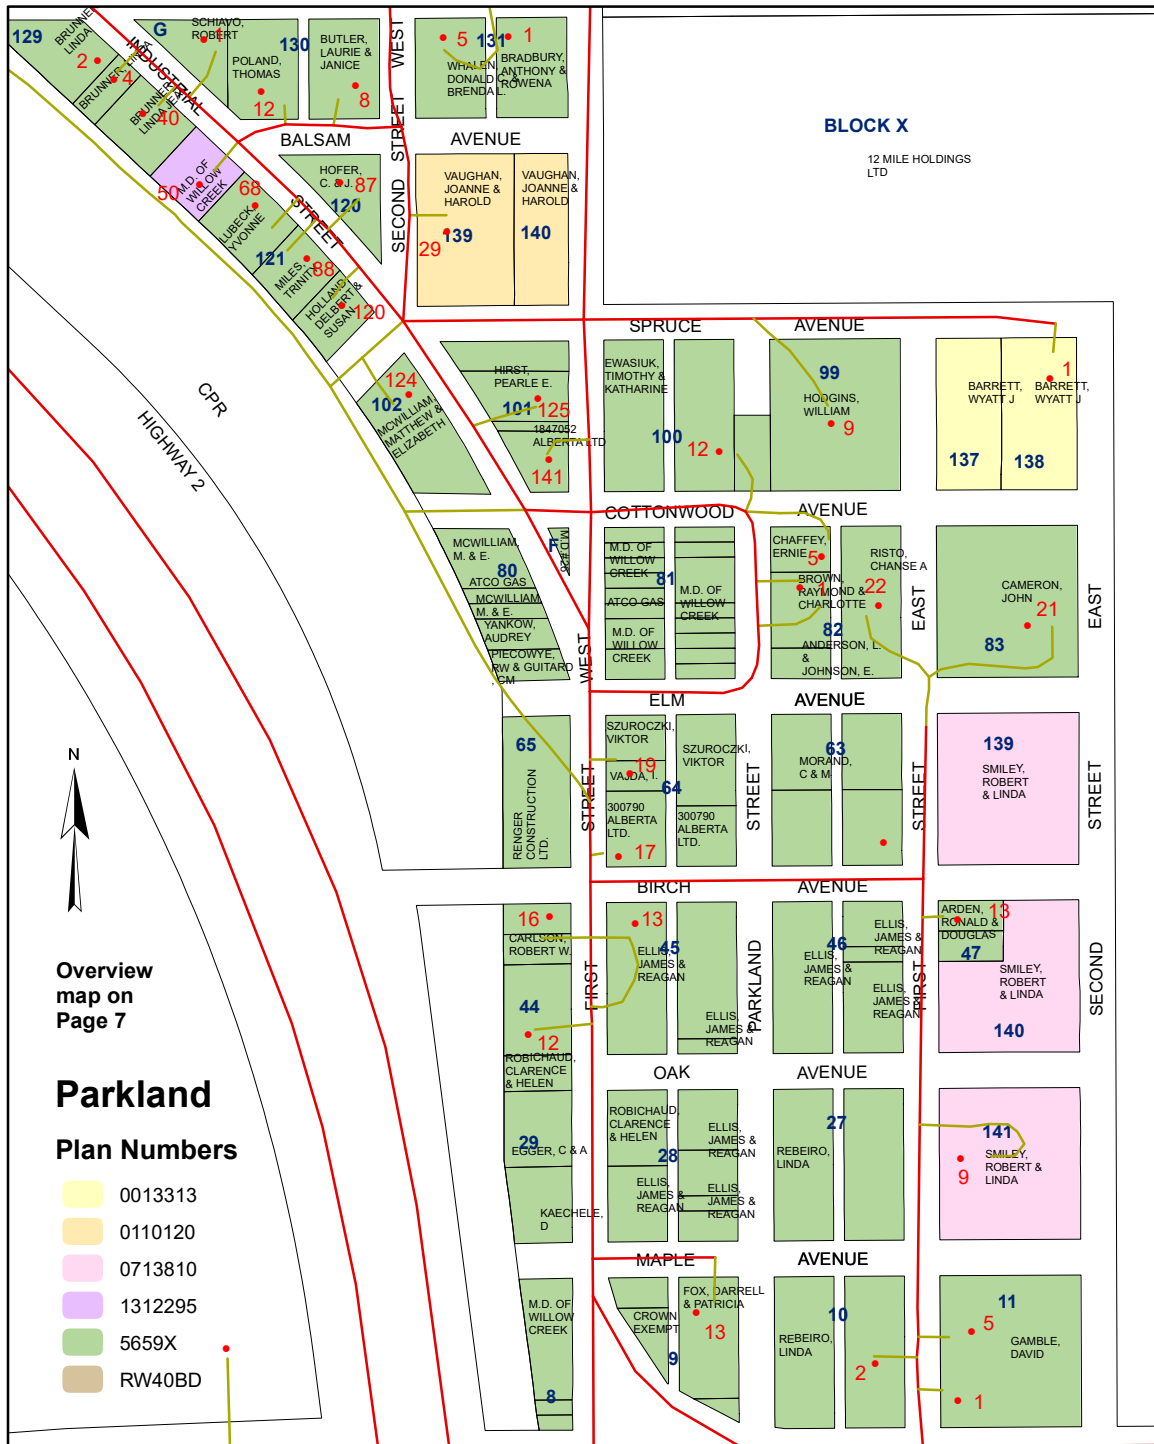 129
BRUNNER,
LINDA
2
BRUNNER, LINDA
4
BRUNNER,
LINDA JEAN
40
INDUSTRIAL
STREET
G
SCHIAVO,
ROBERT
1
130
POLAND,
THOMAS
12
BUTLER,
LAURIE &
JANICE
8
SECOND STREET WEST
5
131
1
WHALEN,
DONALD C. &
BRENDA L.
BRADBURY,
ANTHONY &
ROWENA
BALSAM AVENUE
BLOCK X
12 MILE HOLDINGS
LTD
50
M.D. OF
WILLOW
CREEK
68
LUBECK,
YVONNE
121
MILES,
TRINITY
88
HOLLAND,
DELBERT &
SUSAN
120
HOFER,
C. & J.
87
120
VAUGHAN,
JOANNE &
HAROLD
29
139
VAUGHAN,
JOANNE &
HAROLD
140
SPRUCE AVENUE
CPR
HIGHWAY 2
124
102
MCWILLIAM,
MATTHEW &
ELIZABETH
HIRST,
PEARLE E.
101
125
1847052
ALBERTA LTD
141
EWASIUK,
TIMOTHY &
KATHARINE
100
12
99
HODGINS,
WILLIAM
9
BARRETT,
WYATT J
137
1
BARRETT,
WYATT J
138
COTTONWOOD AVENUE
MCWILLIAM,
M. & E.
80
ATCO GAS
MCWILLIAM,
M. & E.
YANKOW,
AUDREY
PIECOWYE,
RW & GUITARD
, CM
F
M.D.#26
M.D. OF
WILLOW
CREEK
81
ATCO GAS
M.D. OF
WILLOW
CREEK
M.D. OF
WILLOW
CREEK
CHAFFEY,
ERNIE
5
BROWN,
RAYMOND &
CHARLOTTE
1
82
ANDERSON, L.
&
JOHNSON, E.
RISTO,
CHANSE A
22
CAMERON,
JOHN
21
83
EAST
EAST
WEST
ELM AVENUE
65
RENGER
CONSTRUCTION
LTD.
SZUROCZKI,
VIKTOR
19
VAJDA, I.
64
300790
ALBERTA
LTD.
17
SZUROCZKI,
VIKTOR
300790
ALBERTA
LTD.
63
MORAND,
C & M
139
SMILEY,
ROBERT
& LINDA
STREET
STREET
STREET
STREET
BIRCH AVENUE
N
16
CARLSON,
ROBERT W.
44
12
ROBICHAUD,
CLARENCE
& HELEN
13
45
ELLIS,
JAMES &
REAGAN
ELLIS,
JAMES &
REAGAN
46
ELLIS,
JAMES &
REAGAN
ELLIS,
JAMES &
REAGAN
ELLIS,
JAMES &
REAGAN
ARDEN,
RONALD &
DOUGLAS
13
47
SMILEY,
ROBERT
& LINDA
140
FIRST
PARKLAND
FIRST
SECOND
OAK AVENUE
29
EGGER, C & A
KAECHELE,
D
ROBICHAUD,
CLARENCE
& HELEN
28
ELLIS,
JAMES &
REAGAN
ELLIS,
JAMES &
REAGAN
ELLIS,
JAMES &
REAGAN
27
REBEIRO,
LINDA
141
SMILEY,
ROBERT &
LINDA
9
MAPLE AVENUE
M.D. OF
WILLOW
CREEK
8
CROWN
EXEMPT
9
FOX, DARRELL
& PATRICIA
13
10
REBEIRO,
LINDA
2
11
5
GAMBLE,
DAVID
1
Overview
map on
Page 7
Parkland
Plan Numbers
0013313
0110120
0713810
1312295
5659X
RW40BD